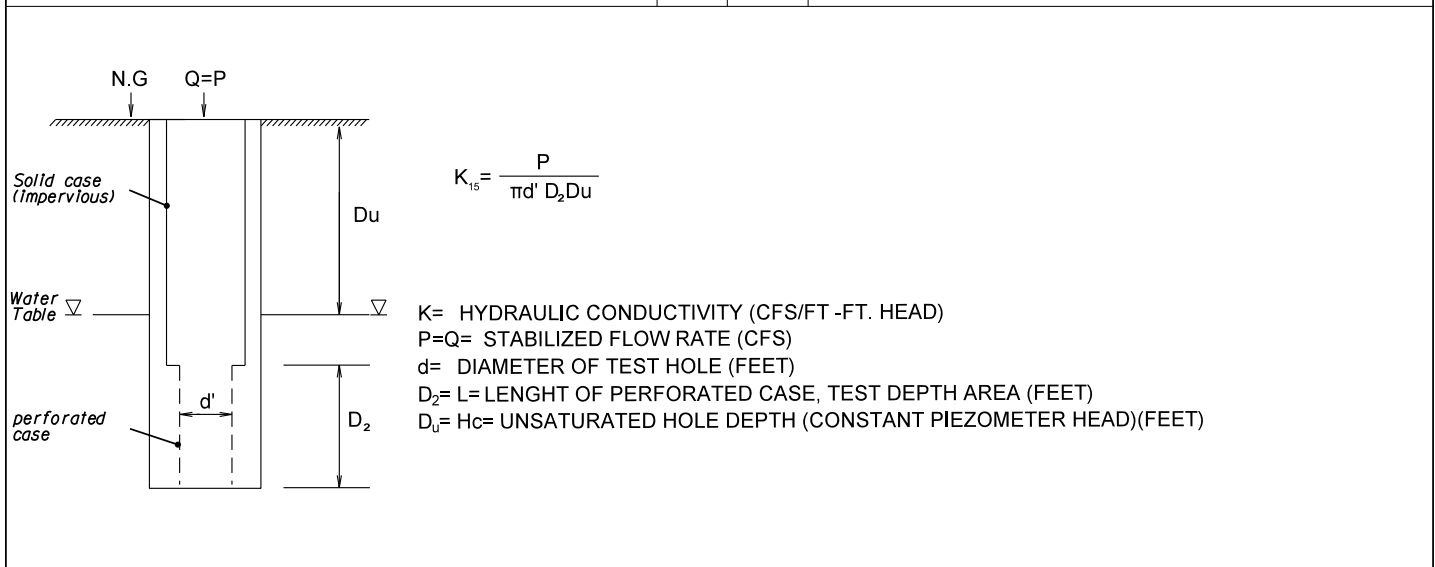 N.G Q=P
Solid case
(impervious)
Du
K₁₅= P
πd' D₂Du
Water
Table
K= HYDRAULIC CONDUCTIVITY (CFS/FT -FT. HEAD)
P=Q= STABILIZED FLOW RATE (CFS)
d= DIAMETER OF TEST HOLE (FEET)
D₂= L= LENGHT OF PERFORATED CASE, TEST DEPTH AREA (FEET)
Dᵤ= Hc= UNSATURATED HOLE DEPTH (CONSTANT PIEZOMETER HEAD)(FEET)
d'
perforated
case
D₂